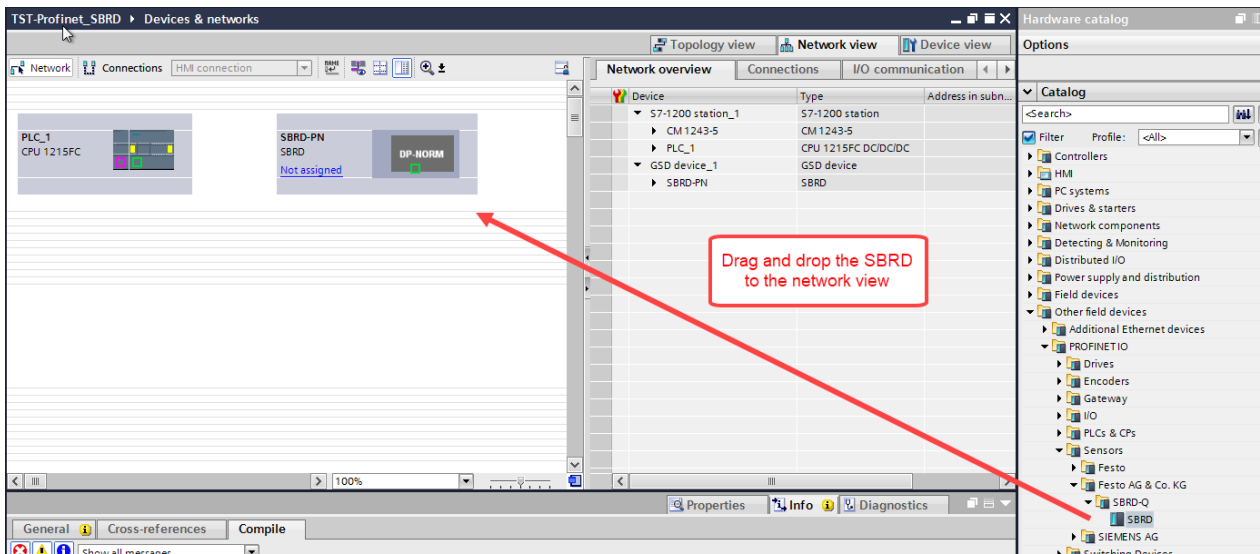 TST-Profinet_SBRD ▸ Devices & networks
Topology view
Network view
Device view
Network
Connections
HMI connection
PLC_1
CPU 1215FC
SBRD-PN
SBRD
Not assigned
DP-NORM
100%
Network overview
Connections
I/O communication
Device
Type
Address in subn...
S7-1200 station_1
S7-1200 station
CM 1243-5
CM 1243-5
PLC_1
CPU 1215FC DC/DC/DC
GSD device_1
GSD device
SBRD-PN
SBRD
Drag and drop the SBRD
to the network view
Properties
Info
Diagnostics
General
Cross-references
Compile
Show all messages
Hardware catalog
Options
Catalog
<Search>
Filter
Profile:
<All>
Controllers
HMI
PC systems
Drives & starters
Network components
Detecting & Monitoring
Distributed I/O
Power supply and distribution
Field devices
Other field devices
Additional Ethernet devices
PROFINET IO
Drives
Encoders
Gateway
I/O
PLCs & CPs
Sensors
Festo
Festo AG & Co. KG
SBRD-Q
SBRD
SIEMENS AG
Switching Devices